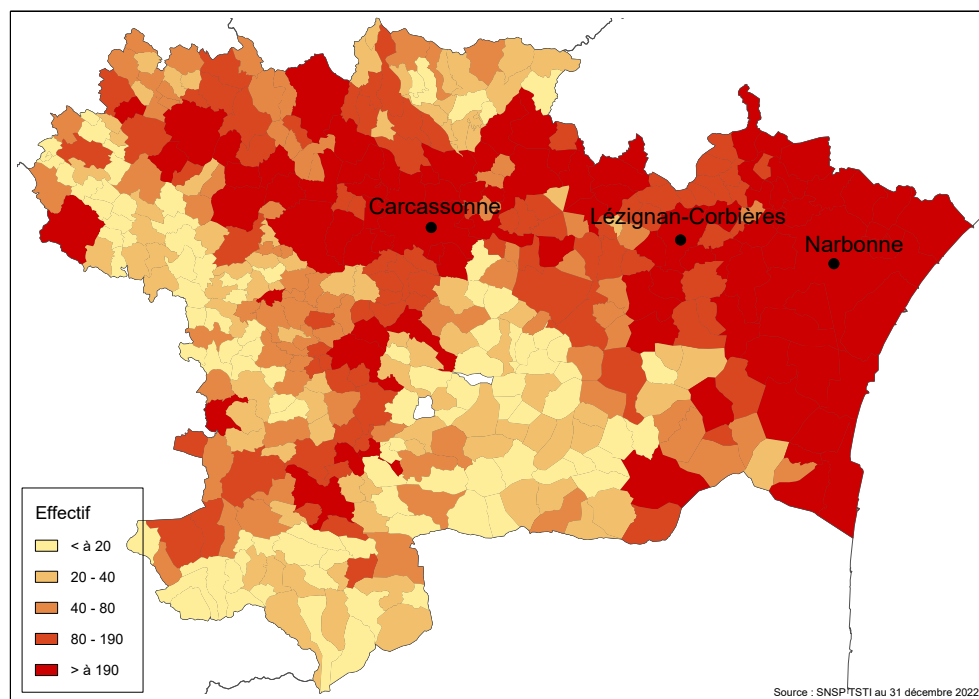 Carcassonne
Lézignan-Corbières
Narbonne
Effectif
< à 20
20 - 40
40 - 80
80 - 190
> à 190
Source : SNSP TSTI au 31 décembre 2022